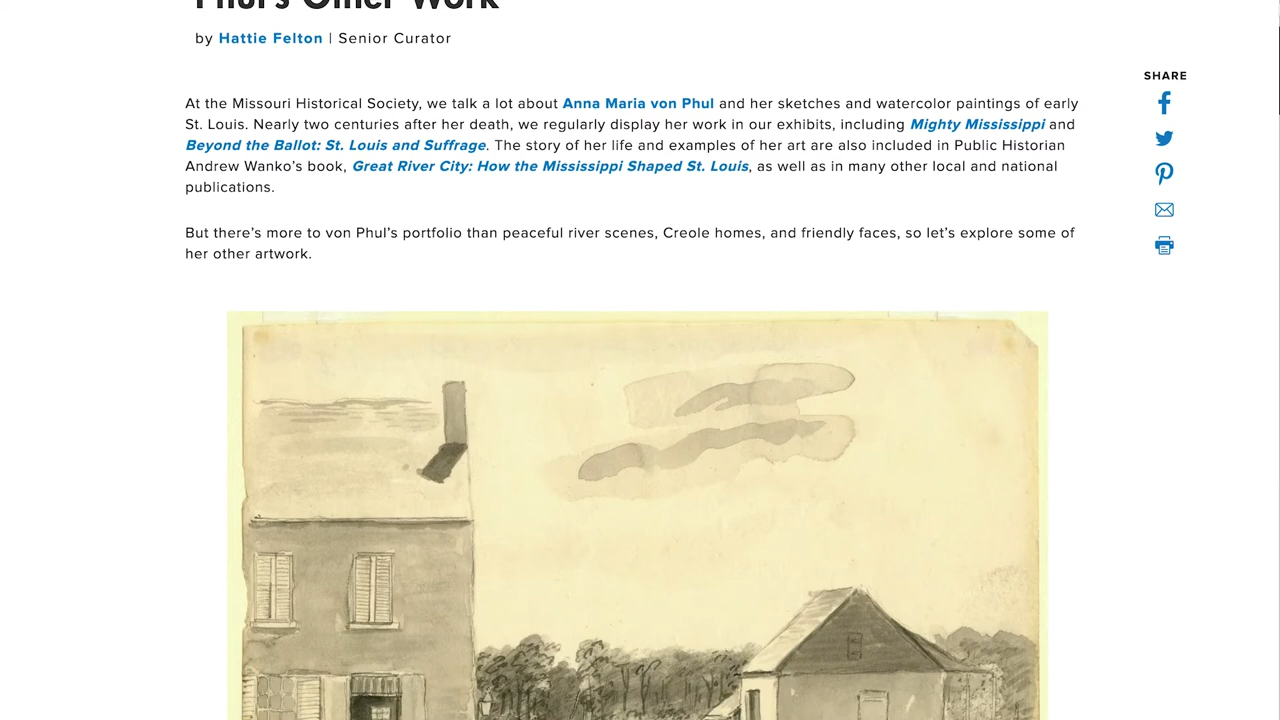 Phul's Other Work
by Hattie Felton | Senior Curator
SHARE
At the Missouri Historical Society, we talk a lot about Anna Maria von Phul and her sketches and watercolor paintings of early
St. Louis. Nearly two centuries after her death, we regularly display her work in our exhibits, including Mighty Mississippi and
Beyond the Ballot: St. Louis and Suffrage. The story of her life and examples of her art are also included in Public Historian
Andrew Wanko’s book, Great River City: How the Mississippi Shaped St. Louis, as well as in many other local and national
publications.
But there’s more to von Phul’s portfolio than peaceful river scenes, Creole homes, and friendly faces, so let’s explore some of
her other artwork.